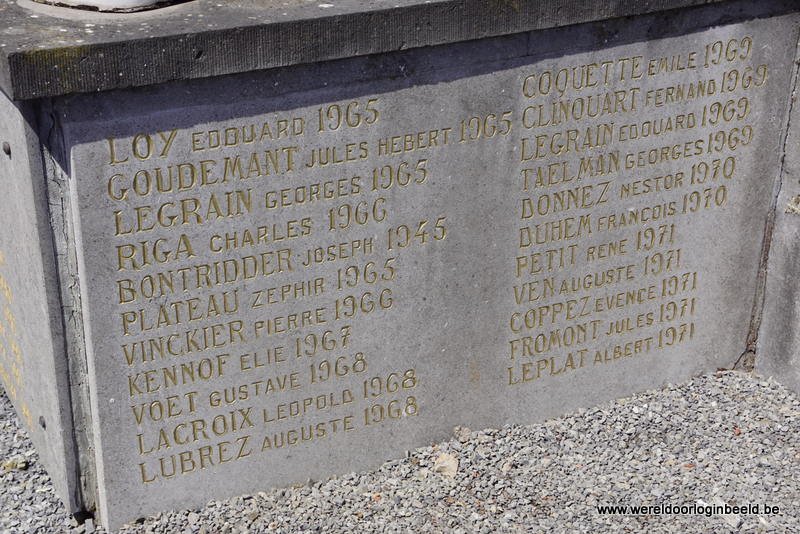 LOY EDOUARD 1965
GOUDEMANT JULES HEBERT 1965
LEGRAIN GEORGES 1965
RIGA CHARLES 1966
BONTRIDDER JOSEPH 1945
PLATEAU ZEPHIR 1965
VINCKIER PIERRE 1966
KENNOF ELIE 1967
VOET GUSTAVE 1968
LACROIX LEOPOLD 1968
LUBREZ AUGUSTE 1968
COQUETTE EMILE 1969
CLINQUART FERNAND 1969
LEGRAIN EDOUARD 1969
TAELMAN GEORGES 1969
DONNEZ NESTOR 1970
DUHEM FRANÇOIS 1970
PETIT RENE 1971
VEN AUGUSTE 1971
COPPEZ EVENCE 1971
FROMONT JULES 1971
LEPLAT ALBERT 1971
www.wereldoorloginbeeld.be